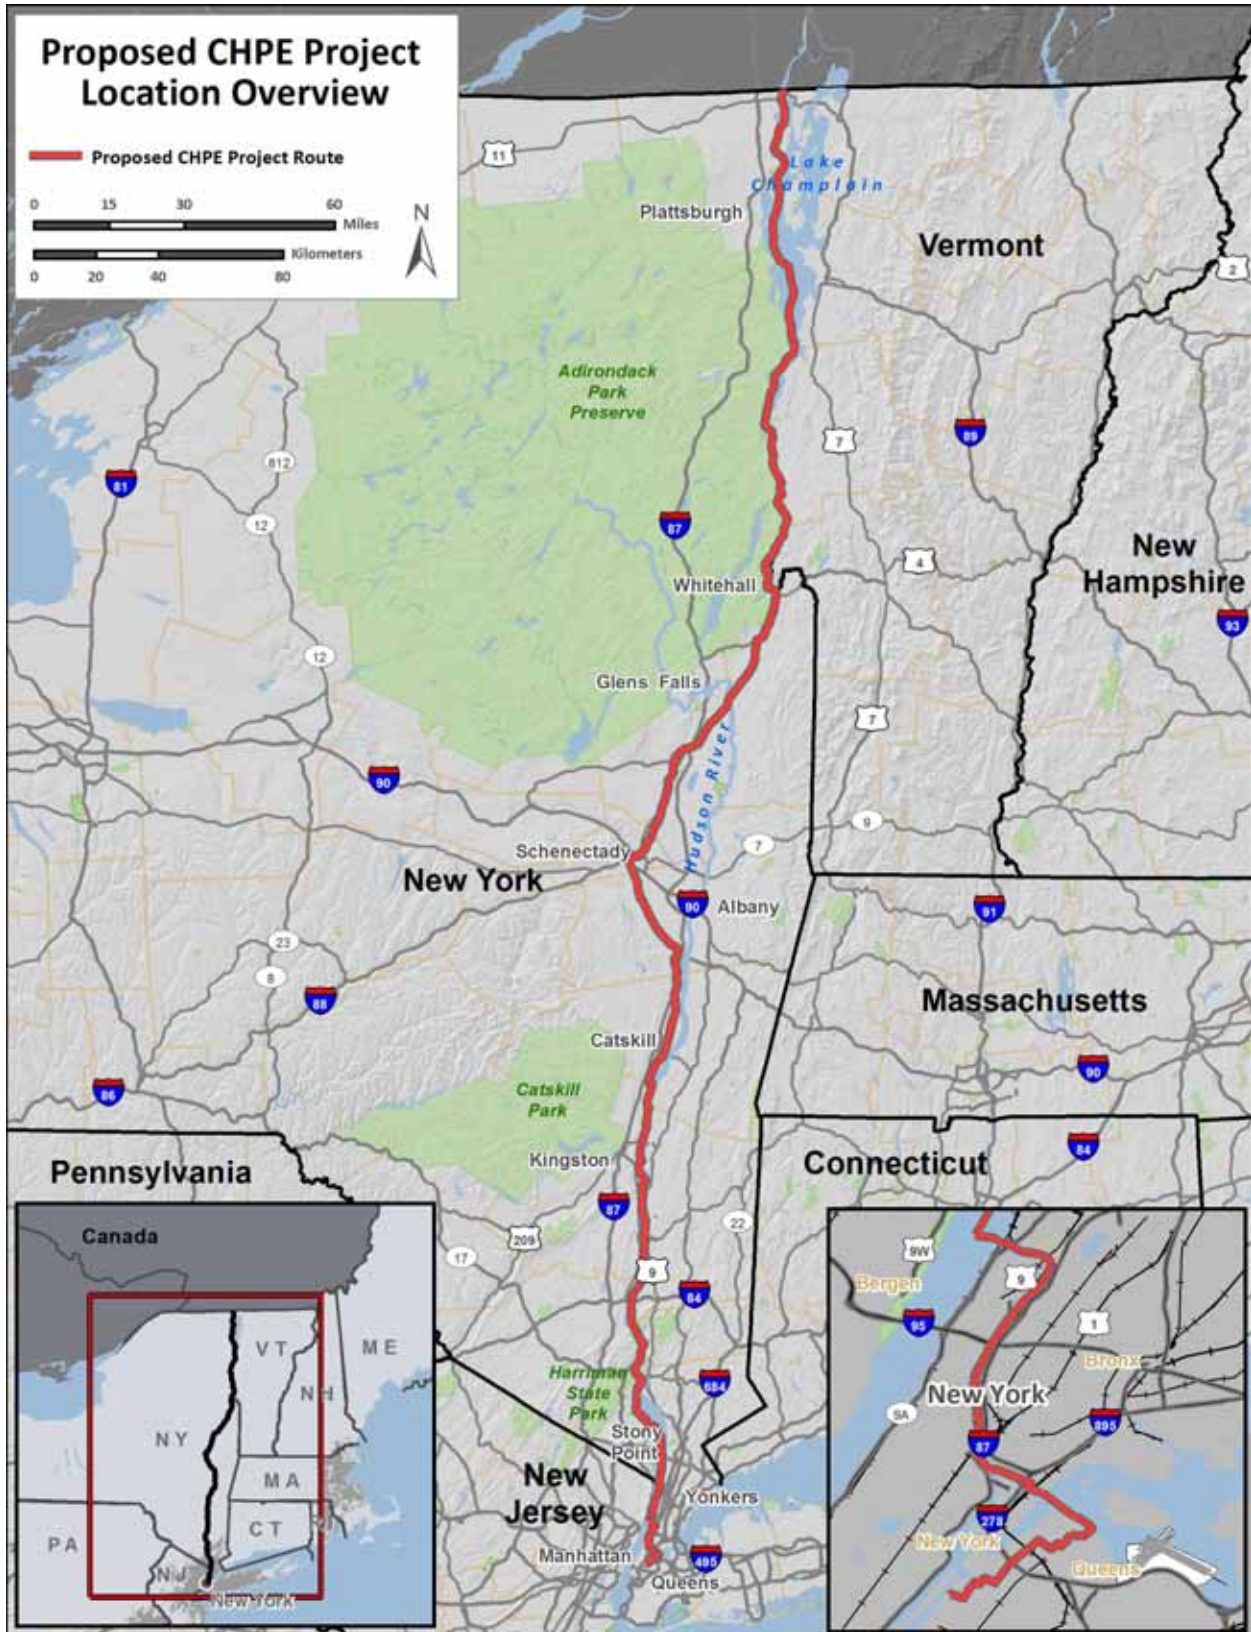 Proposed CHPE Project
Location Overview
Proposed CHPE Project Route
0 15 30 60
Miles
Kilometers
0 20 40 80
N
11
Lake
Champlain
Plattsburgh
Vermont
2
Adirondack
Park
Preserve
7
89
812
81
12
87
New
Hampshire
4
Whitehall
93
12
Glens Falls
7
Hudson River
90
9
7
Schenectady
New York
90
Albany
91
23
8
88
Massachusetts
Catskill
90
86
Catskill
Park
84
Kingston
Connecticut
Pennsylvania
87
22
209
17
9
84
Harriman
State
Park
684
Stony
Point
New
Jersey
Yonkers
Manhattan
495
Queens
Canada
VT
ME
NH
NY
MA
CT
PA
NJ
New York
9W
9
Bergen
95
1
Bronx
New York
9A
895
87
278
New York
Queens